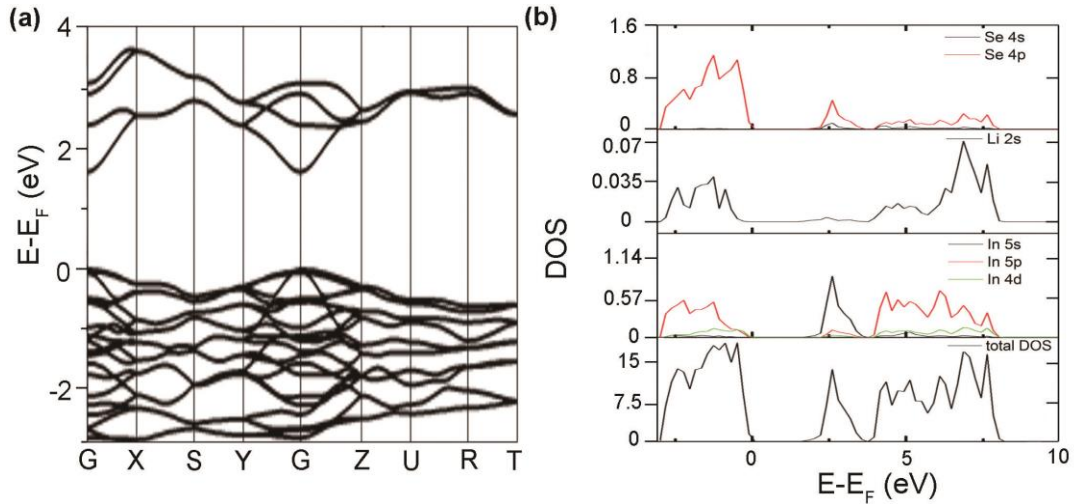 (a)
4
2
0
-2
E-E_F (eV)
G X S Y G Z U R T
(b)
1.6
0.8
0
Se 4s
Se 4p
0.07
0.035
0
Li 2s
1.14
0.57
0
In 5s
In 5p
In 4d
15
7.5
0
total DOS
DOS
0 5 10
E-E_F (eV)